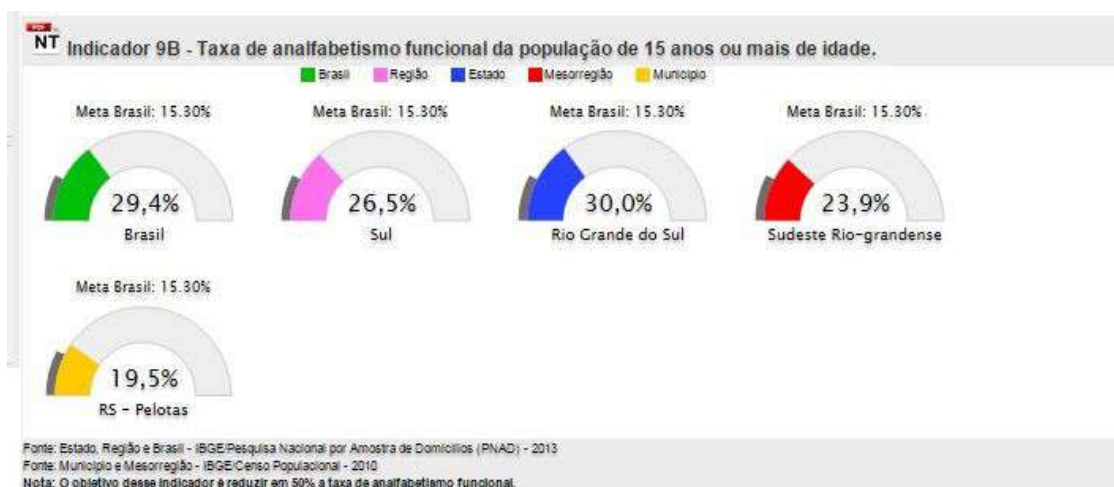 PDF
NT Indicador 9B - Taxa de analfabetismo funcional da população de 15 anos ou mais de idade.
Brasil Região Estado Mesorregião Município
Meta Brasil: 15.30% Meta Brasil: 15.30% Meta Brasil: 15.30% Meta Brasil: 15.30%
29,4% 26,5% 30,0% 23,9%
Brasil Sul Rio Grande do Sul Sudeste Rio-grandense
Meta Brasil: 15.30%
19,5%
RS - Pelotas
Fonte: Estado, Região e Brasil - IBGE/Pesquisa Nacional por Amostra de Domicílios (PNAD) - 2013
Fonte: Município e Mesorregião - IBGE/Censo Populacional - 2010
Nota: O objetivo desse indicador é reduzir em 50% a taxa de analfabetismo funcional.